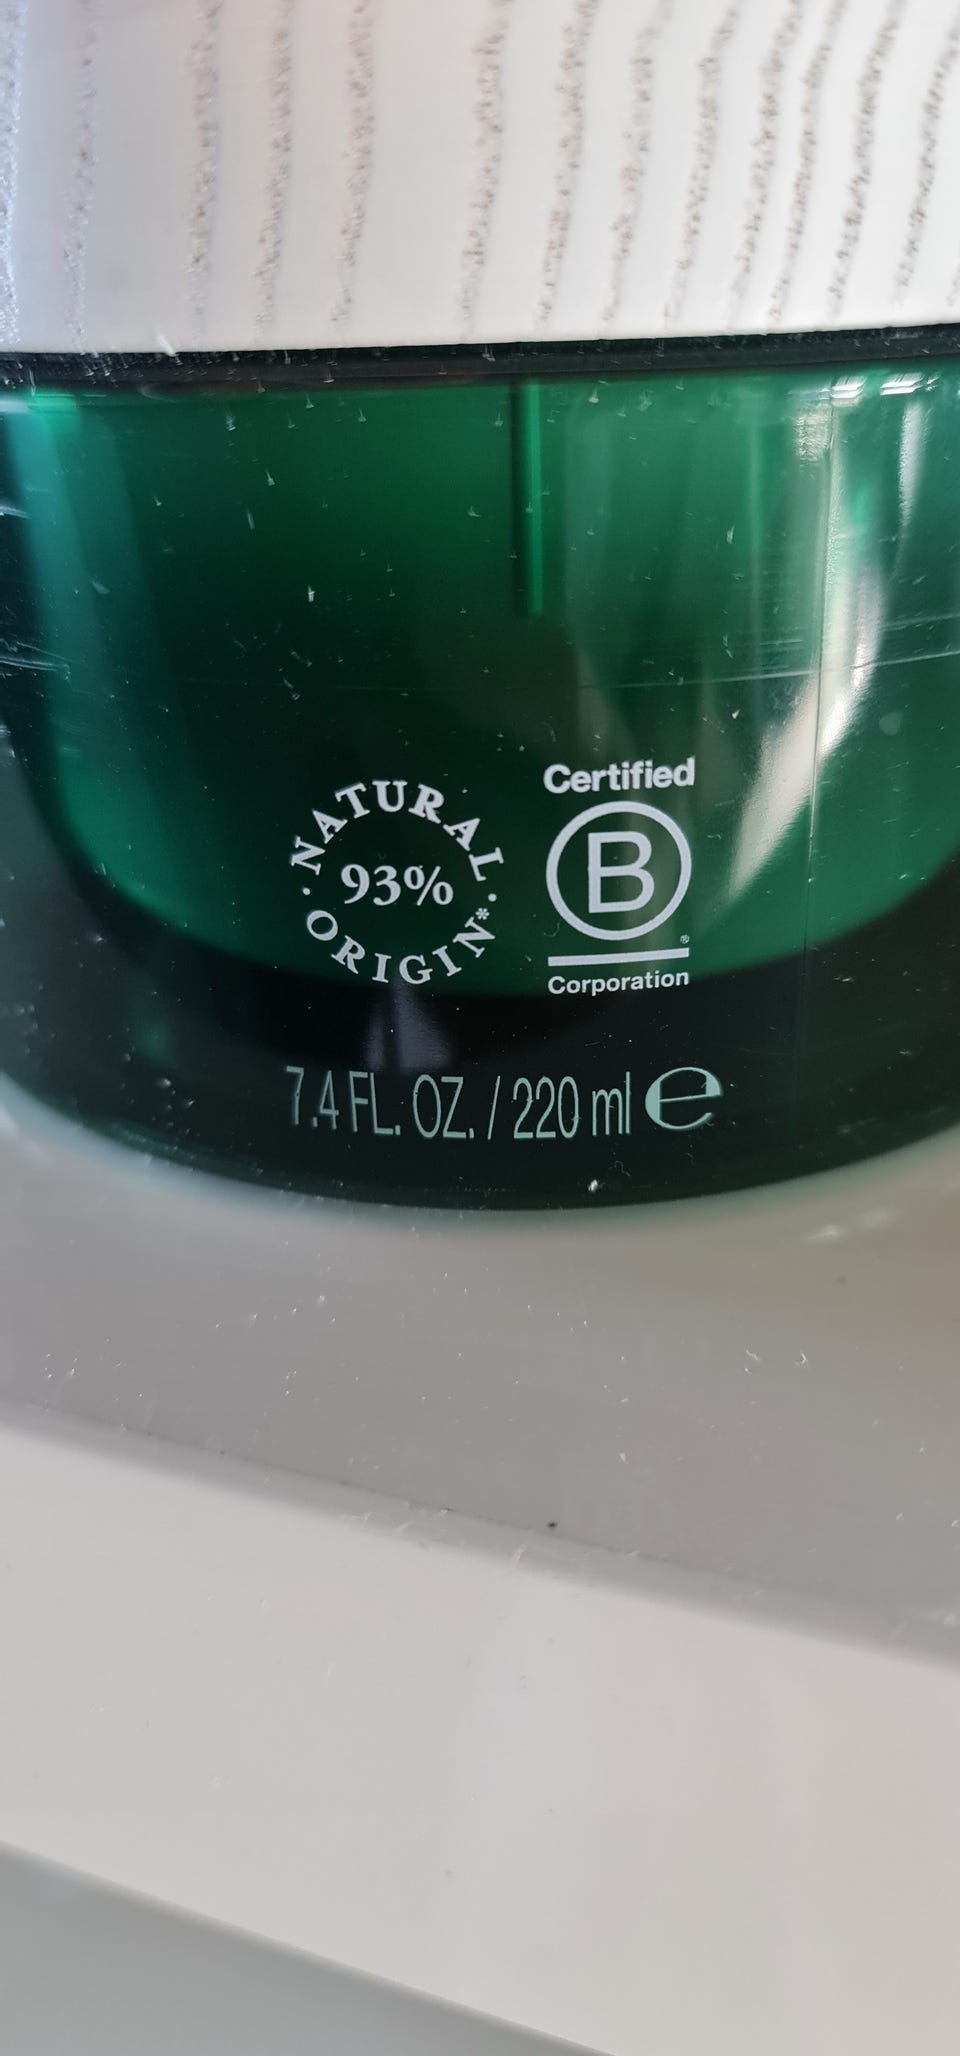 NATURAL
93%
ORIGIN*
Certified
B
®
Corporation
7.4 FL. OZ. / 220 ml ℮